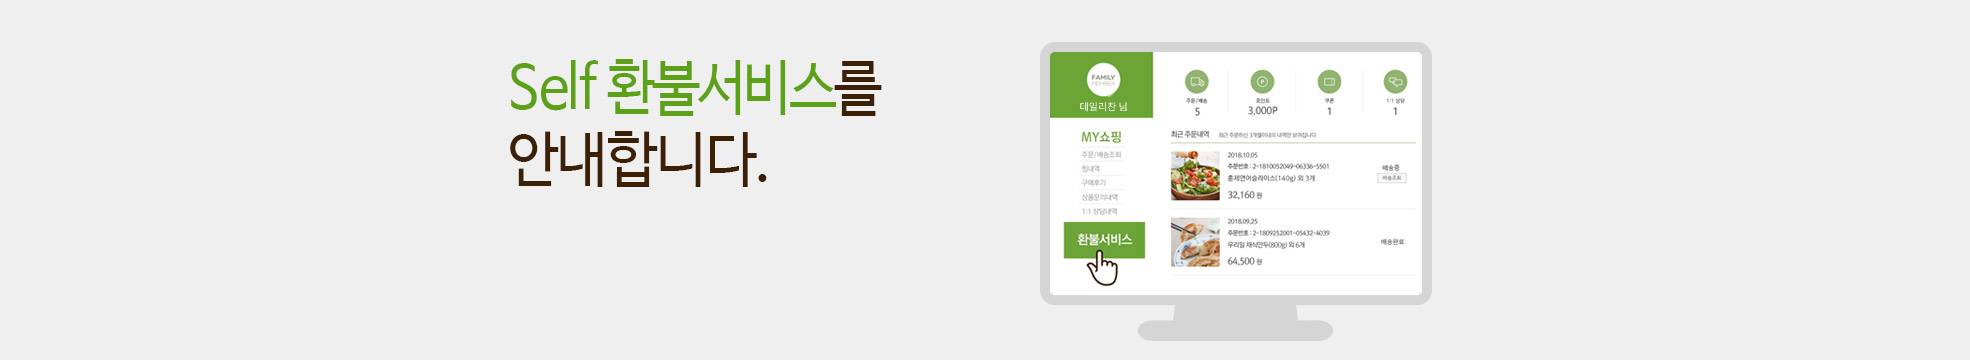 Self 환불서비스를
안내합니다.
FAMILY
MEMBER
데일리찬 님
주문/배송
5
포인트
3,000P
쿠폰
1
1:1 상담
1
MY쇼핑
주문/배송조회
찜내역
구매후기
상품문의내역
1:1 상담내역
환불서비스
최근 주문내역 최근 주문하신 3개월이내의 내역만 보여집니다
2018.10.05
주문번호 : 2-1810052049-06336-5501
훈제연어슬라이스(140g) 외 3개
32,160 원
배송중
배송조회
2018.09.25
주문번호 : 2-1809252001-05432-4039
우리밀 채식만두(800g) 외 6개
64,500 원
배송완료